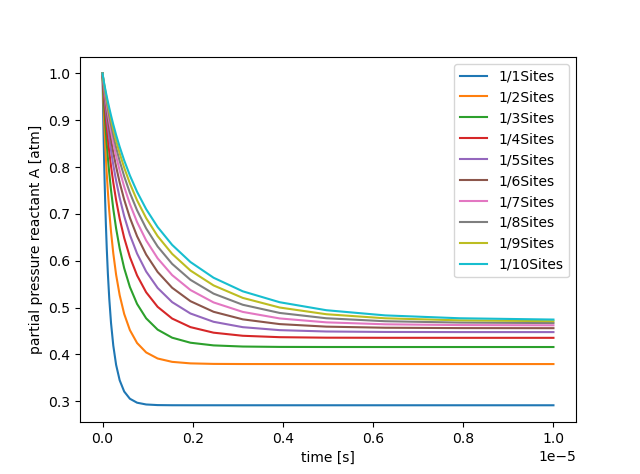 partial pressure reactant A [atm]
1.0
0.9
0.8
0.7
0.6
0.5
0.4
0.3
1/1Sites
1/2Sites
1/3Sites
1/4Sites
1/5Sites
1/6Sites
1/7Sites
1/8Sites
1/9Sites
1/10Sites
0.0 0.2 0.4 0.6 0.8 1.0
1e−5
time [s]